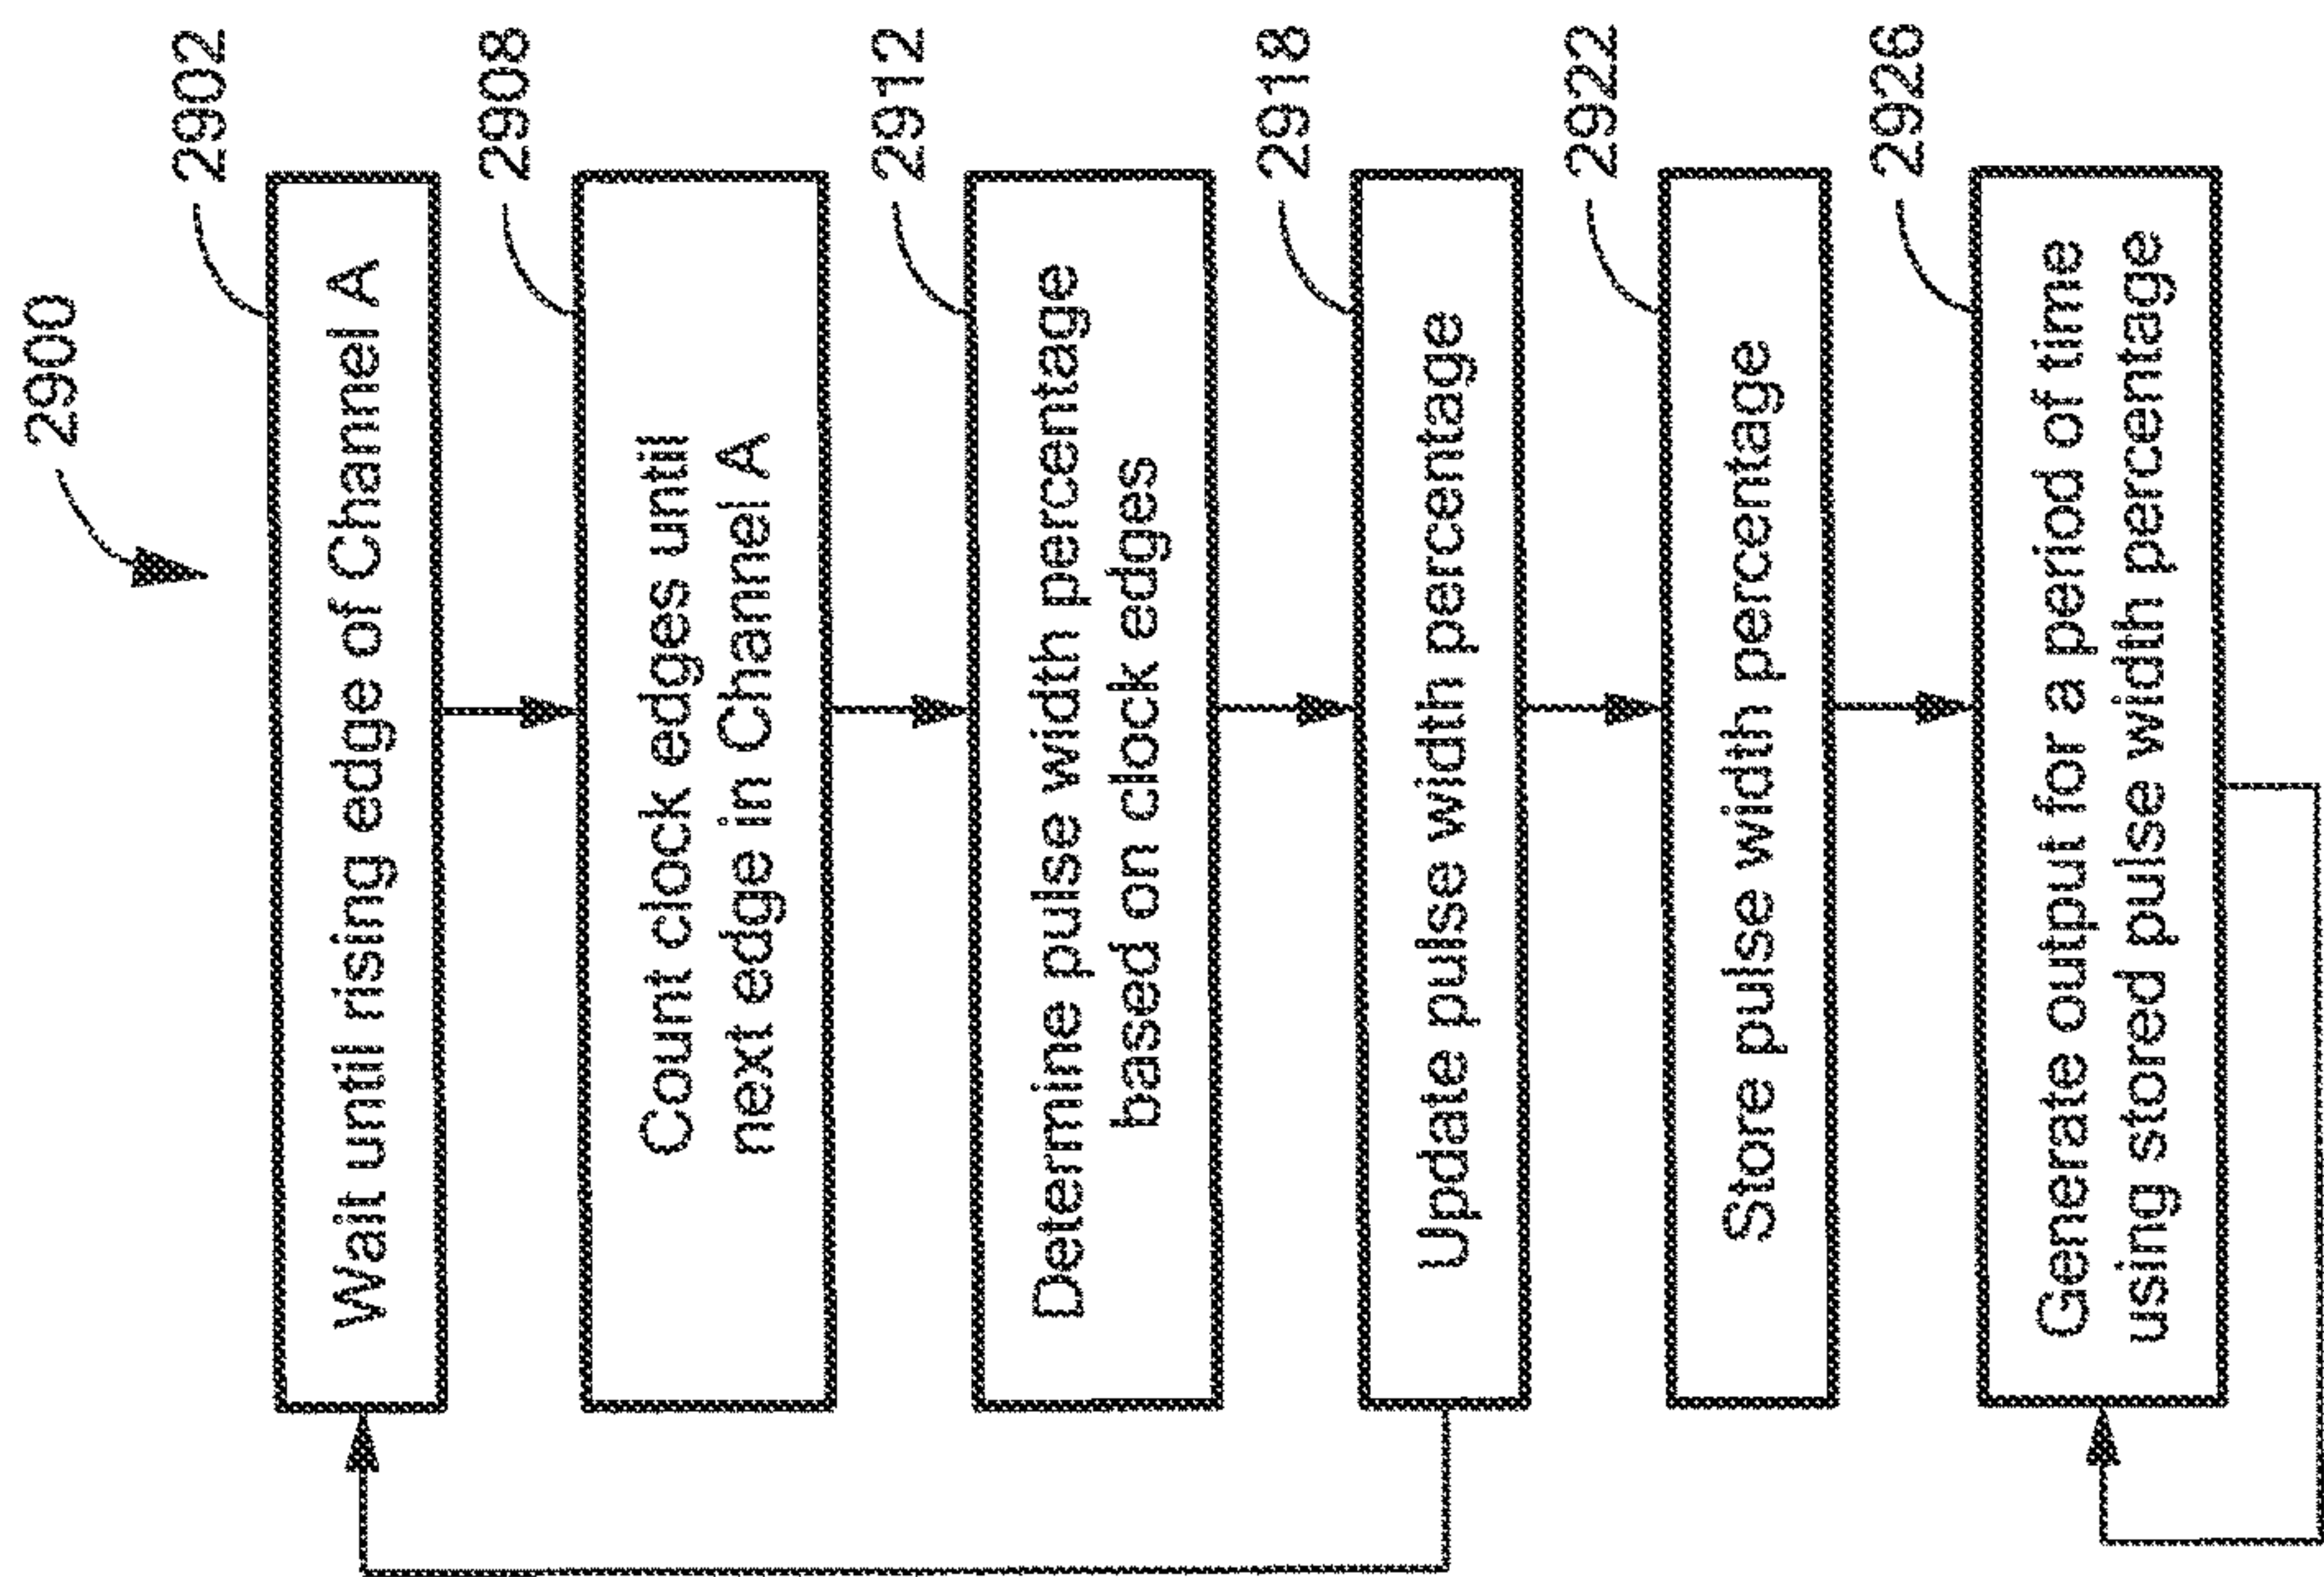 2900
2902
Wait until rising edge of Channel A
2908
Count clock edges until
next edge in Channel A
2912
Determine pulse width percentage
based on clock edges
2918
Update pulse width percentage
2922
Store pulse width percentage
2926
Generate output for a period of time
using stored pulse width percentage